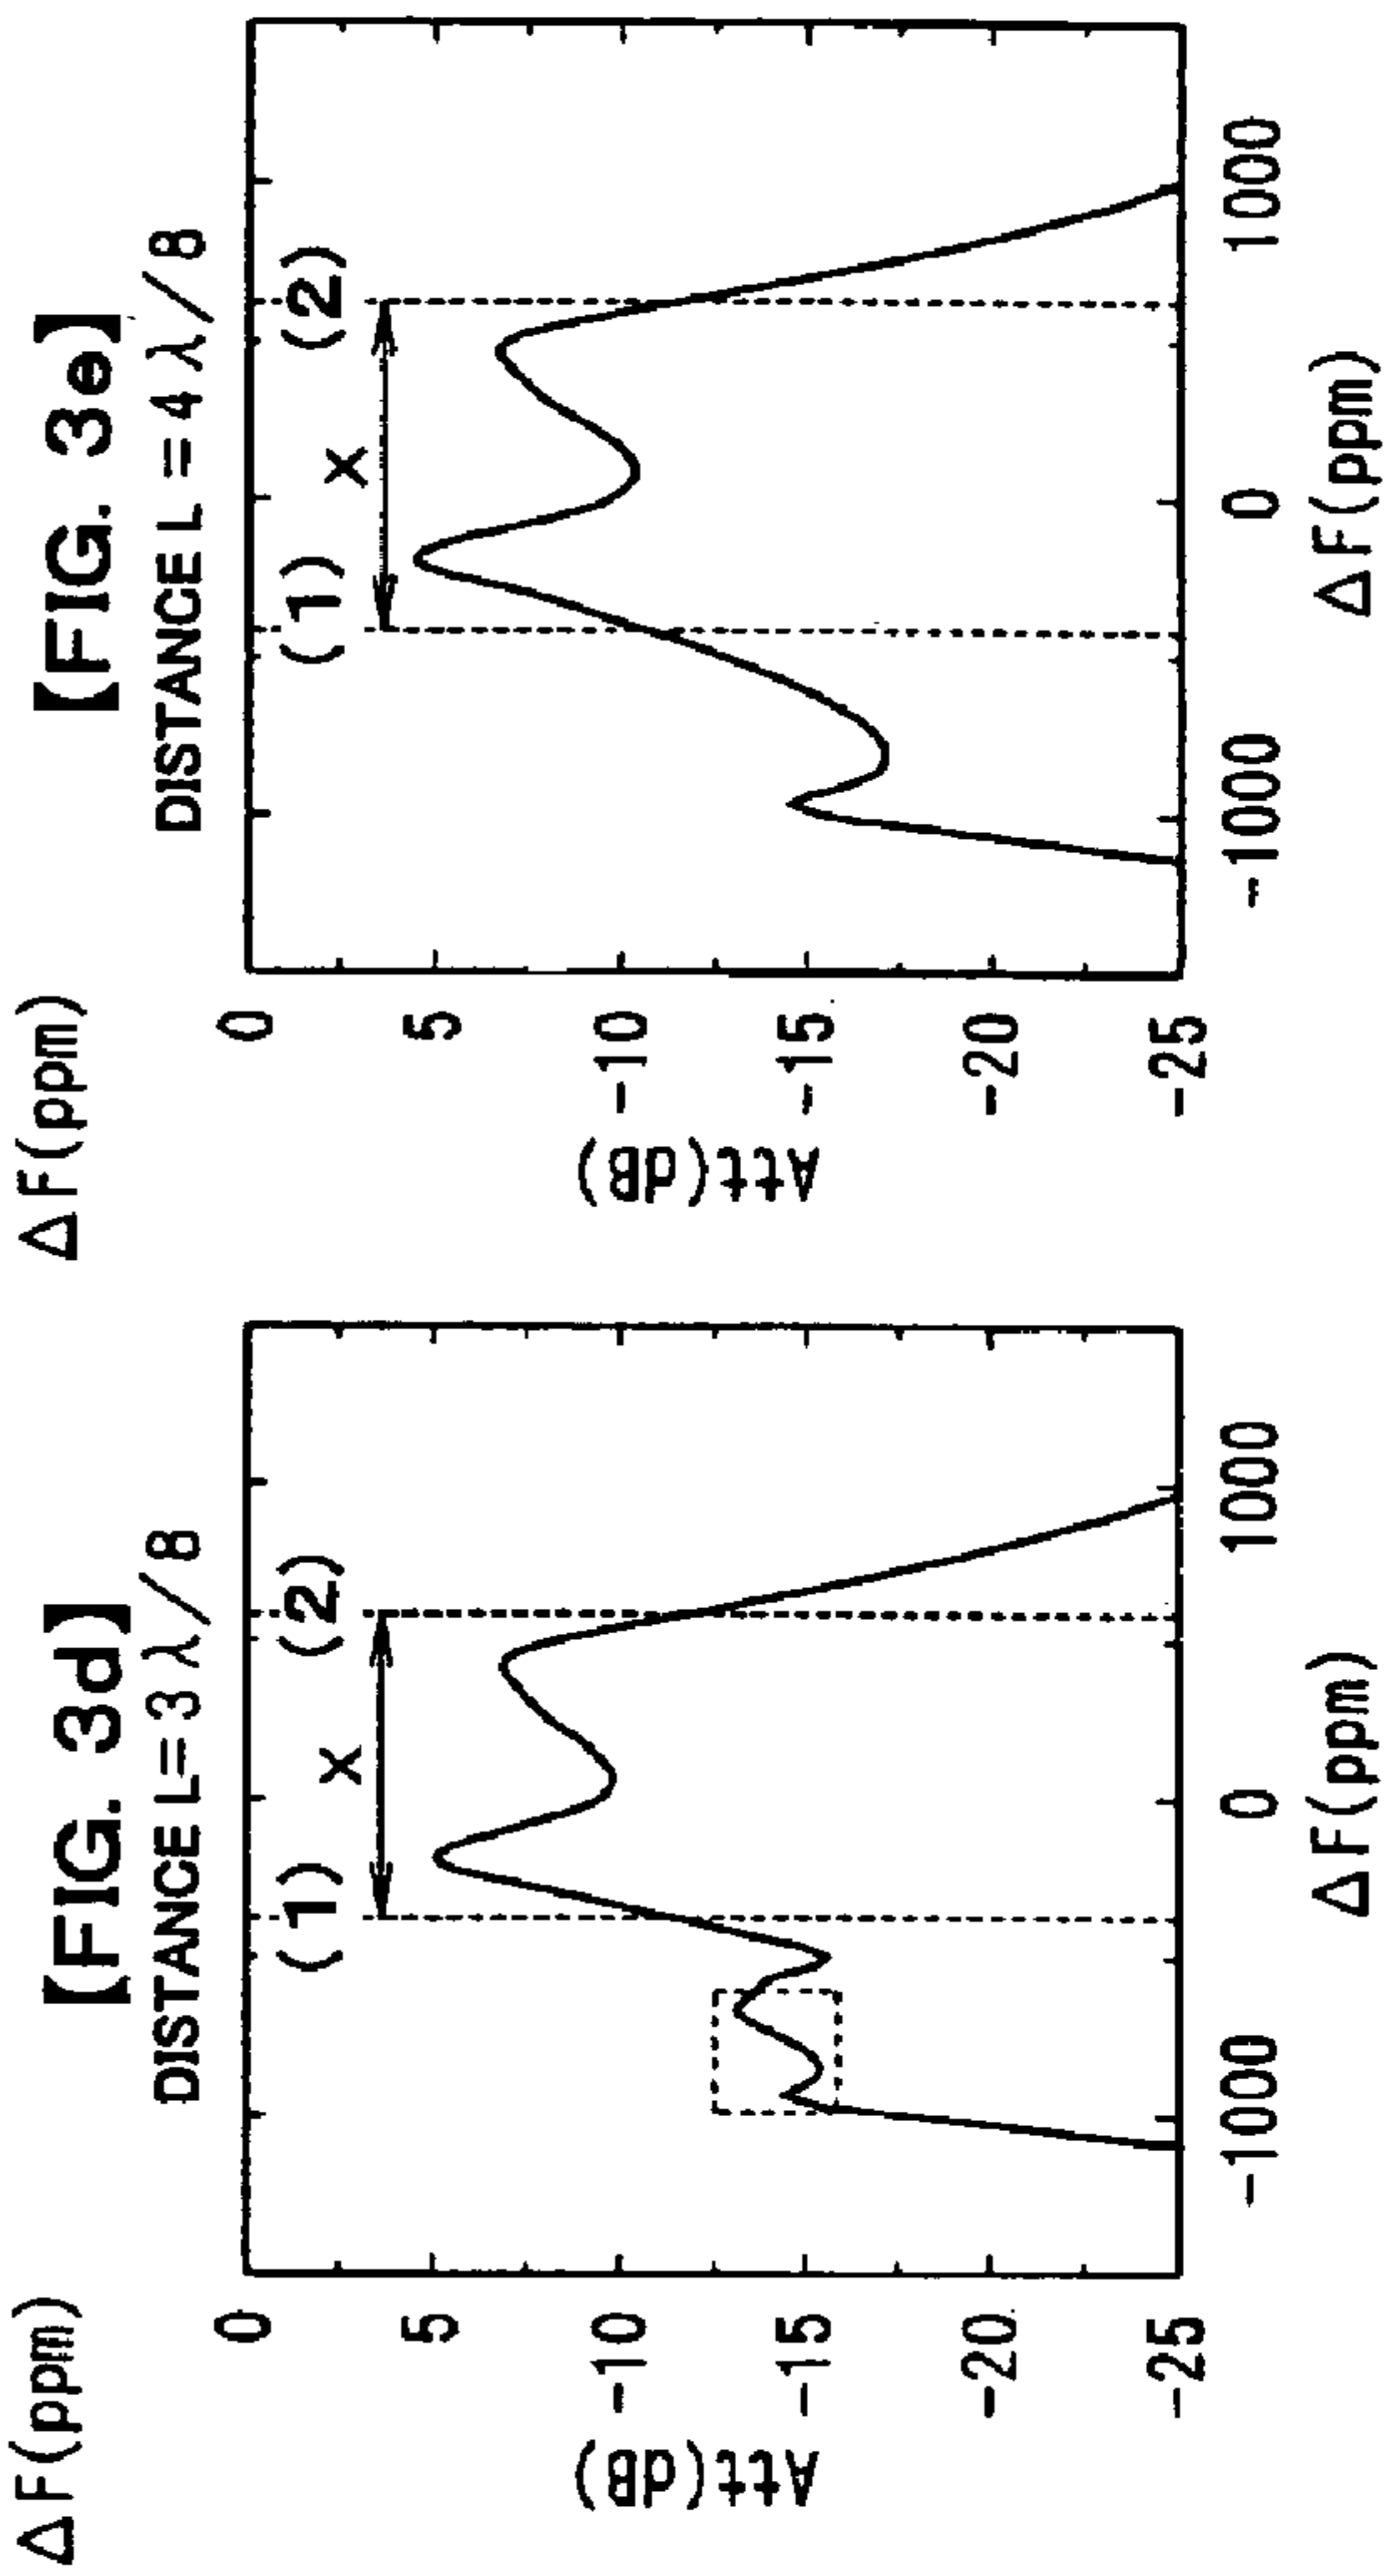 ΔF(ppm)
【FIG. 3d】
DISTANCE L=3λ/8
(1)
X
(2)
0
5
-10
-15
-20
-25
Att(dB)
-1000
0
1000
ΔF(ppm)
ΔF(ppm)
【FIG. 3e】
DISTANCE L=4λ/8
(1)
X
(2)
0
5
-10
-15
-20
-25
Att(dB)
-1000
0
1000
ΔF(ppm)